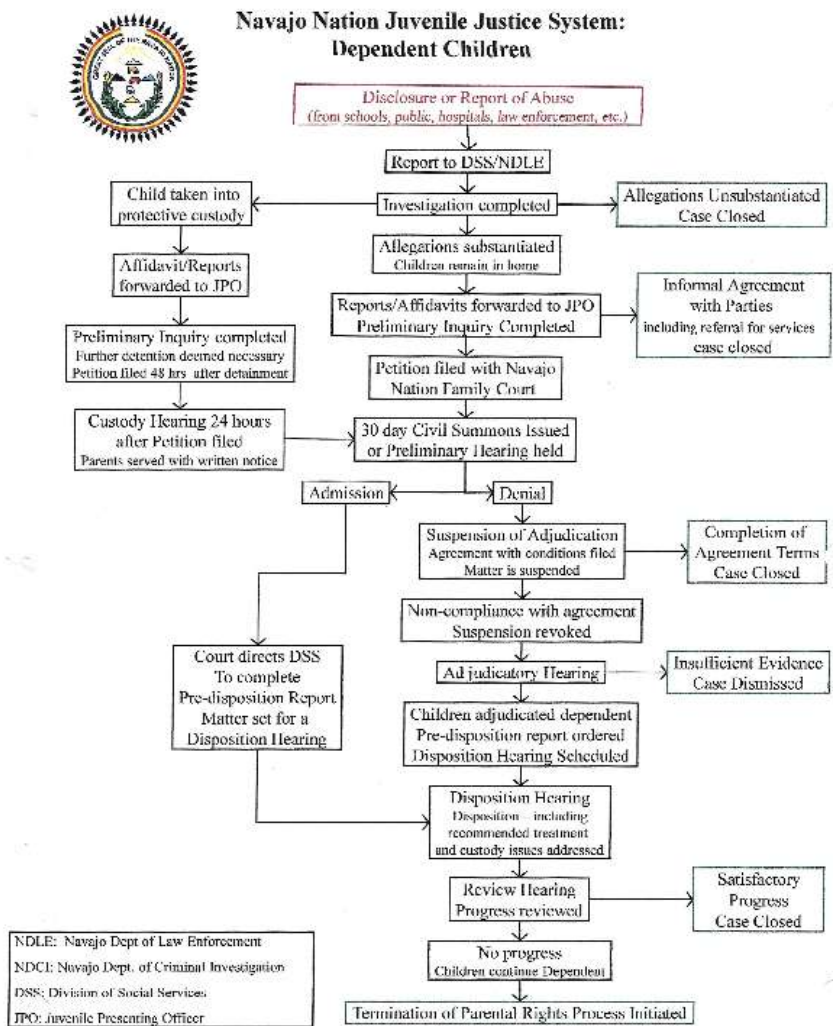 Navajo Nation Juvenile Justice System:
Dependent Children
Disclosure or Report of Abuse
(from schools, public, hospitals, law enforcement, etc.)
Report to DSS/NDLE
Child taken into
protective custody
Investigation completed
Allegations Unsubstantiated
Case Closed
Allegations substantiated
Children remain in home
Affidavit/Reports
forwarded to JPO
Reports/Affidavits forwarded to JPO
Preliminary Inquiry Completed
Informal Agreement
with Parties
including referral for services
case closed
Preliminary Inquiry completed
Further detention deemed necessary
Petition filed 48 hrs after detainment
Petition filed with Navajo
Nation Family Court
Custody Hearing 24 hours
after Petition filed
Parents served with written notice
30 day Civil Summons Issued
or Preliminary Hearing held
Admission
Denial
Suspension of Adjudication
Agreement with conditions filed
Matter is suspended
Completion of
Agreement Terms
Case Closed
Non-compliance with agreement
Suspension revoked
Court directs DSS
To complete
Pre-disposition Report
Matter set for a
Disposition Hearing
Adjudicatory Hearing
Insufficient Evidence
Case Dismissed
Children adjudicated dependent
Pre-disposition report ordered
Disposition Hearing Scheduled
Disposition Hearing
Disposition – including
recommended treatment
and custody issues addressed
Review Hearing
Progress reviewed
Satisfactory
Progress
Case Closed
No progress
Children continue Dependent
Termination of Parental Rights Process Initiated
NDLE: Navajo Dept of Law Enforcement
NDCI: Navajo Dept. of Criminal Investigation
DSS: Division of Social Services
JPO: Juvenile Presenting Officer